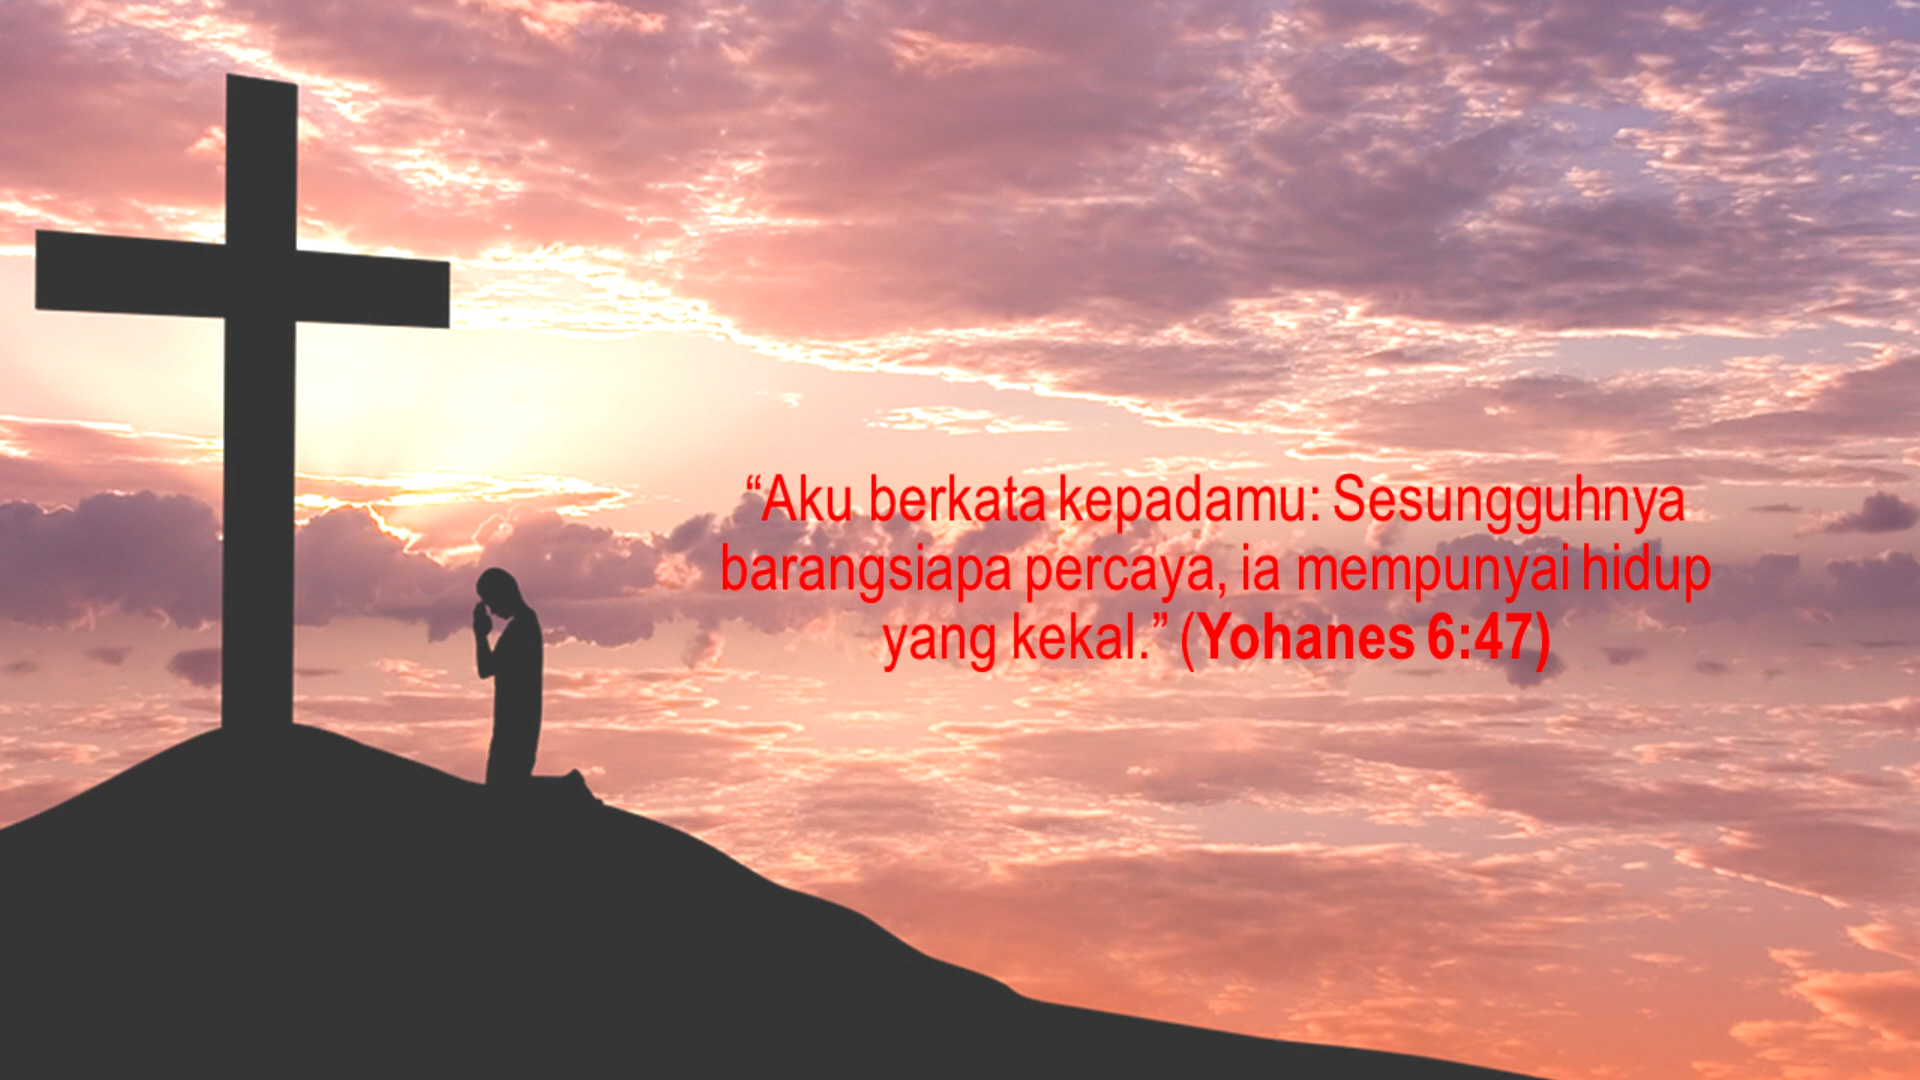 “Aku berkata kepadamu: Sesungguhnya
barangsiapa percaya, ia mempunyai hidup
yang kekal.” (Yohanes 6:47)